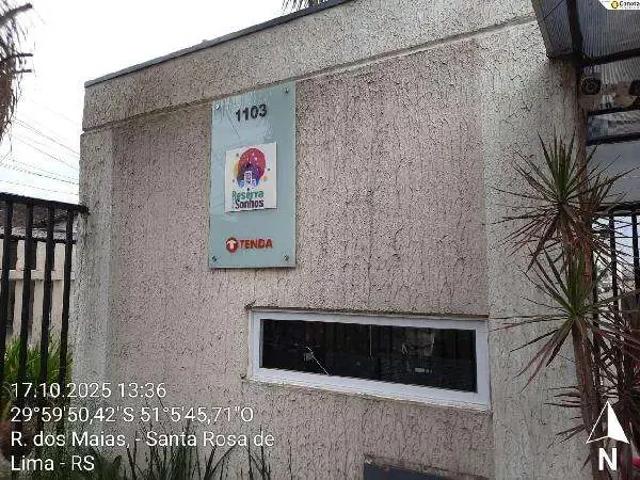 1103
Reserva
Sonhos
TENDA
17.10.2025 13:36
29°59'50,42"S 51°5'45,71"O
R. dos Maias, - Santa Rosa de
Lima - RS
N